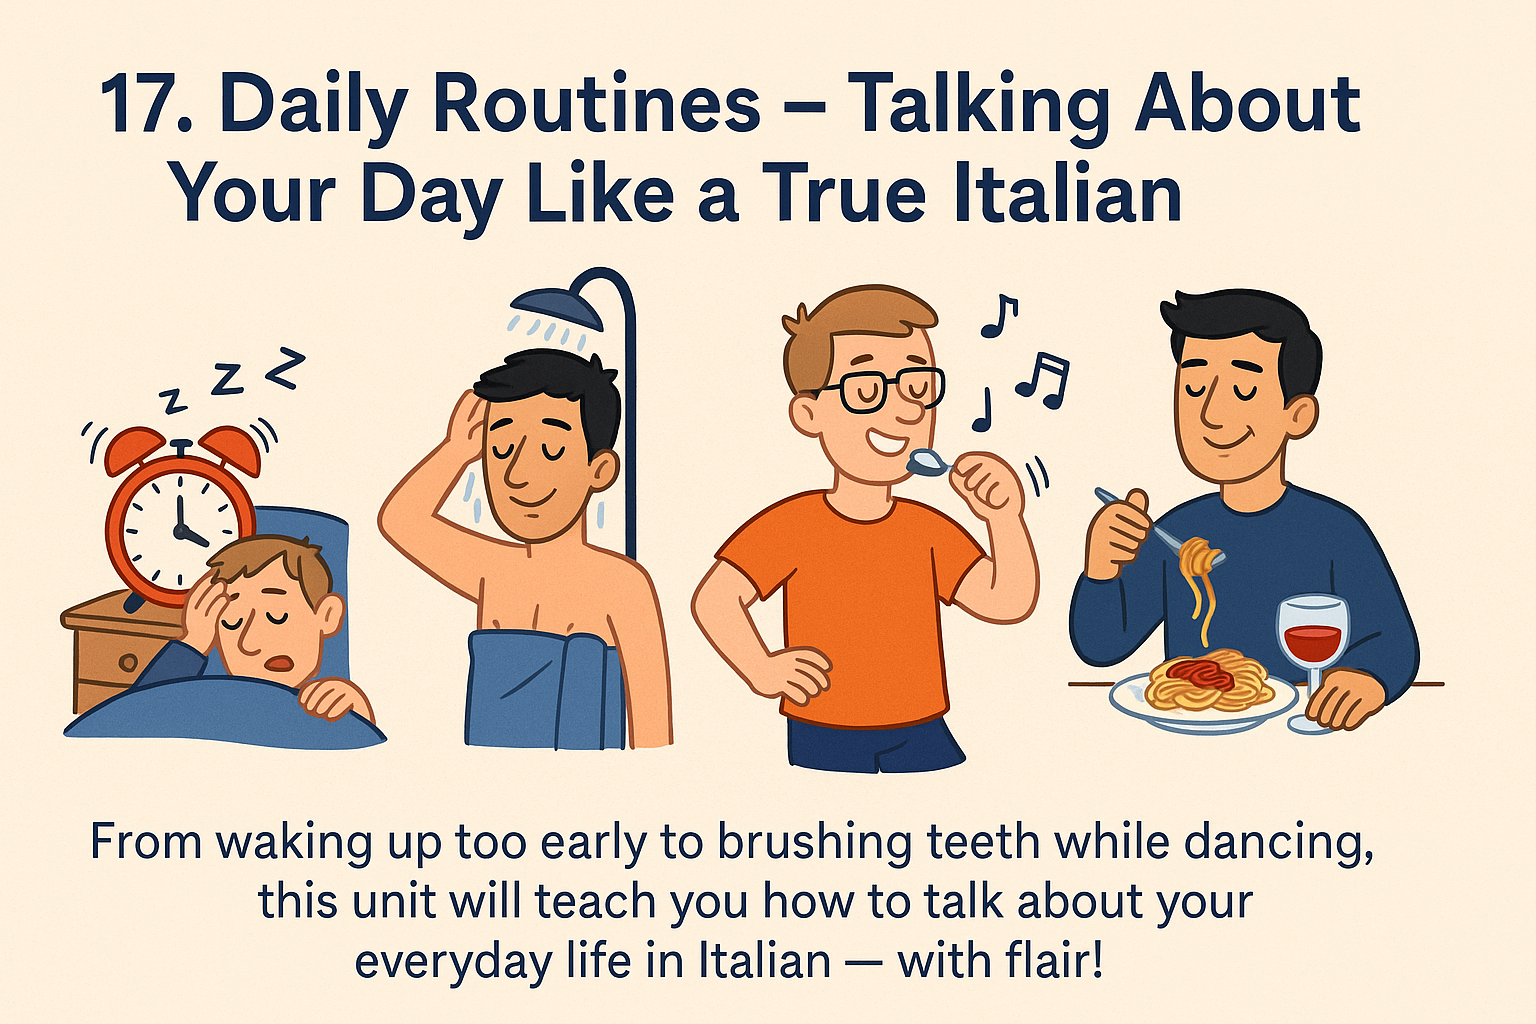 17. Daily Routines – Talking About
Your Day Like a True Italian
z z z
From waking up too early to brushing teeth while dancing,
this unit will teach you how to talk about your
everyday life in Italian — with flair!